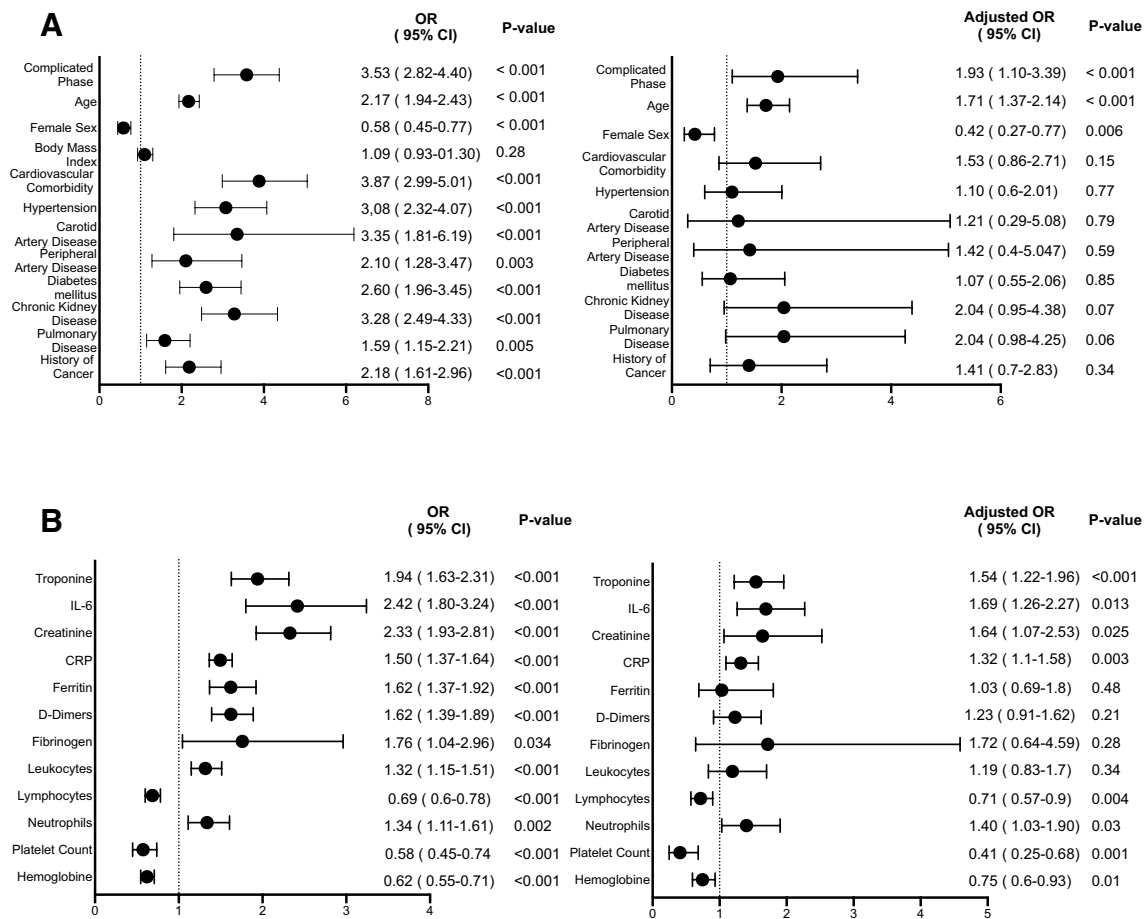 A
OR
( 95% CI)
P-value
Complicated
Phase
3.53 ( 2.82-4.40)
< 0.001
Age
2.17 ( 1.94-2.43)
< 0.001
Female Sex
0.58 ( 0.45-0.77)
< 0.001
Body Mass
Index
1.09 ( 0.93-01.30)
0.28
Cardiovascular
Comorbidity
3.87 ( 2.99-5.01)
<0.001
Hypertension
3,08 ( 2.32-4.07)
<0.001
Carotid
Artery Disease
3.35 ( 1.81-6.19)
<0.001
Peripheral
Artery Disease
2.10 ( 1.28-3.47)
0.003
Diabetes
mellitus
2.60 ( 1.96-3.45)
<0.001
Chronic Kidney
Disease
3.28 ( 2.49-4.33)
<0.001
Pulmonary
Disease
1.59 ( 1.15-2.21)
0.005
History of
Cancer
2.18 ( 1.61-2.96)
<0.001
0 2 4 6 8
Adjusted OR
( 95% CI)
P-value
Complicated
Phase
1.93 ( 1.10-3.39)
< 0.001
Age
1.71 ( 1.37-2.14)
< 0.001
Female Sex
0.42 ( 0.27-0.77)
0.006
Cardiovascular
Comorbidity
1.53 ( 0.86-2.71)
0.15
Hypertension
1.10 ( 0.6-2.01)
0.77
Carotid
Artery Disease
1.21 ( 0.29-5.08)
0.79
Peripheral
Artery Disease
1.42 ( 0.4-5.047)
0.59
Diabetes
mellitus
1.07 ( 0.55-2.06)
0.85
Chronic Kidney
Disease
2.04 ( 0.95-4.38)
0.07
Pulmonary
Disease
2.04 ( 0.98-4.25)
0.06
History of
Cancer
1.41 ( 0.7-2.83)
0.34
0 2 4 6
B
OR
( 95% CI)
P-value
Troponine
1.94 ( 1.63-2.31)
<0.001
IL-6
2.42 ( 1.80-3.24)
<0.001
Creatinine
2.33 ( 1.93-2.81)
<0.001
CRP
1.50 ( 1.37-1.64)
<0.001
Ferritin
1.62 ( 1.37-1.92)
<0.001
D-Dimers
1.62 ( 1.39-1.89)
<0.001
Fibrinogen
1.76 ( 1.04-2.96)
0.034
Leukocytes
1.32 ( 1.15-1.51)
<0.001
Lymphocytes
0.69 ( 0.6-0.78)
<0.001
Neutrophils
1.34 ( 1.11-1.61)
0.002
Platelet Count
0.58 ( 0.45-0.74
<0.001
Hemoglobine
0.62 ( 0.55-0.71)
<0.001
0 1 2 3 4
Adjusted OR
( 95% CI)
P-value
Troponine
1.54 ( 1.22-1.96)
<0.001
IL-6
1.69 ( 1.26-2.27)
0.013
Creatinine
1.64 ( 1.07-2.53)
0.025
CRP
1.32 ( 1.1-1.58)
0.003
Ferritin
1.03 ( 0.69-1.8)
0.48
D-Dimers
1.23 ( 0.91-1.62)
0.21
Fibrinogen
1.72 ( 0.64-4.59)
0.28
Leukocytes
1.19 ( 0.83-1.7)
0.34
Lymphocytes
0.71 ( 0.57-0.9)
0.004
Neutrophils
1.40 ( 1.03-1.90)
0.03
Platelet Count
0.41 ( 0.25-0.68)
0.001
Hemoglobine
0.75 ( 0.6-0.93)
0.01
0 1 2 3 4 5